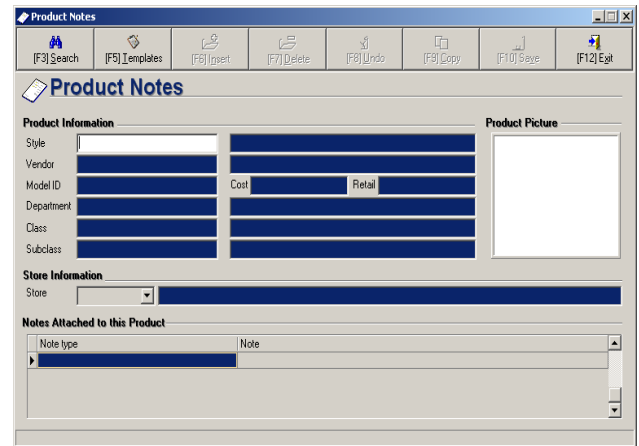 Product Notes
[F3] Search [F5] Templates [F6] Insert [F7] Delete [F8] Undo [F9] Copy [F10] Save [F12] Exit
Product Notes
Product Information Product Picture
Style
Vendor
Model ID Cost Retail
Department
Class
Subclass
Store Information
Store
Notes Attached to this Product
Note type Note